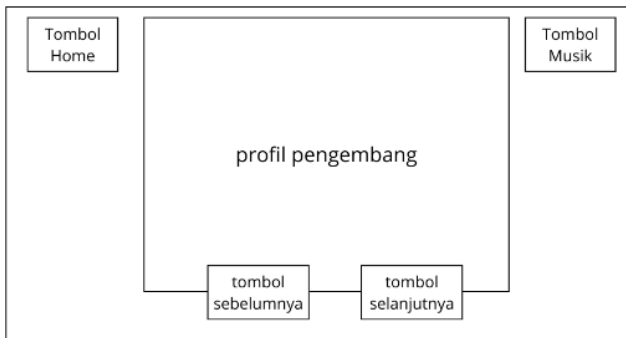 Tombol
Home
Tombol
Musik
profil pengembang
tombol
sebelumnya
tombol
selanjutnya